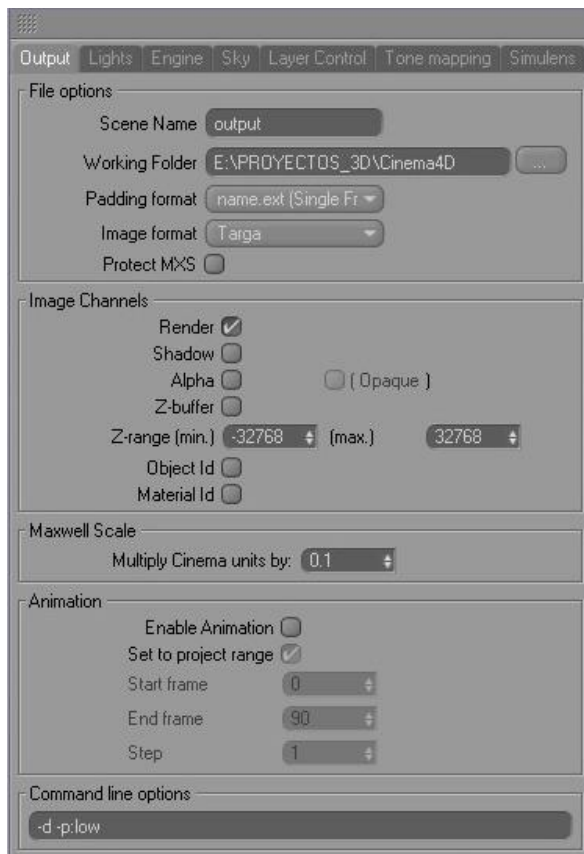 Output Lights Engine Sky Layer Control Tone mapping Simulens
File options
Scene Name output
Working Folder E:\PROYECTOS_3D\Cinema4D ...
Padding format name.ext (Single Fr
Image format Targa
Protect MXS
Image Channels
Render
Shadow
Alpha ( Opaque )
Z-buffer
Z-range (min.) -32768 (max.) 32768
Object Id
Material Id
Maxwell Scale
Multiply Cinema units by: 0.1
Animation
Enable Animation
Set to project range
Start frame 0
End frame 90
Step 1
Command line options
-d -p:low